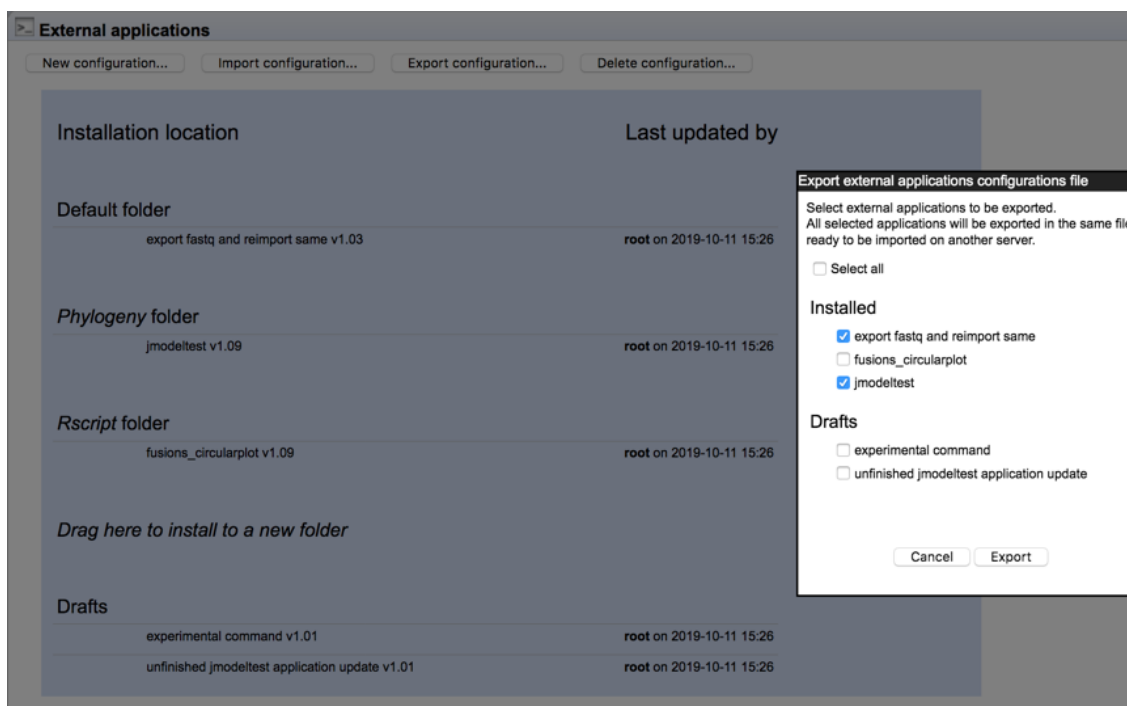 External applications
New configuration... Import configuration... Export configuration... Delete configuration...
Installation location Last updated by
Default folder
export fastq and reimport same v1.03 root on 2019-10-11 15:26
Phylogeny folder
jmodeltest v1.09 root on 2019-10-11 15:26
Rscript folder
fusions_circularplot v1.09 root on 2019-10-11 15:26
Drag here to install to a new folder
Drafts
experimental command v1.01 root on 2019-10-11 15:26
unfinished jmodeltest application update v1.01 root on 2019-10-11 15:26
Export external applications configurations file
Select external applications to be exported.
All selected applications will be exported in the same file
ready to be imported on another server.
Select all
Installed
export fastq and reimport same
fusions_circularplot
jmodeltest
Drafts
experimental command
unfinished jmodeltest application update
Cancel Export